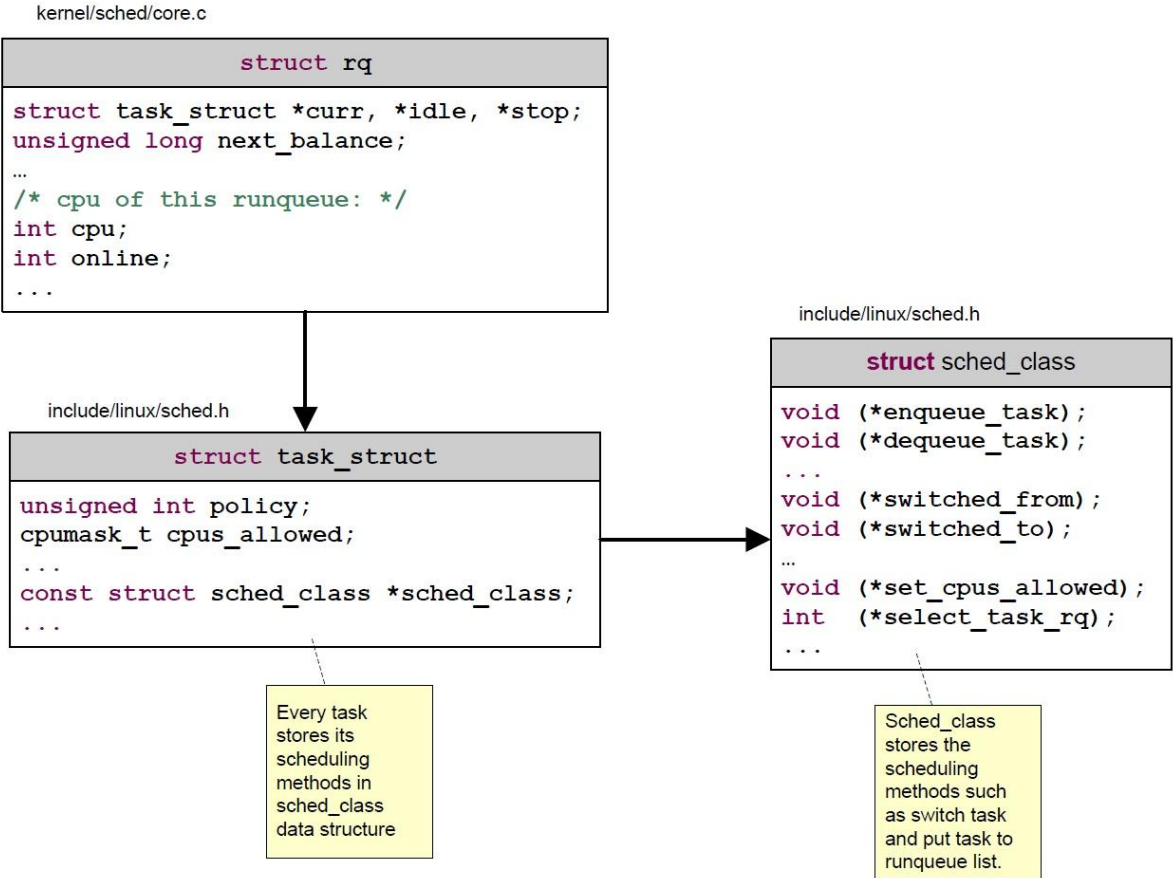 kernel/sched/core.c
struct rq
struct task_struct *curr, *idle, *stop;
unsigned long next_balance;
…
/* cpu of this runqueue: */
int cpu;
int online;
...
include/linux/sched.h
struct task_struct
unsigned int policy;
cpumask_t cpus_allowed;
...
const struct sched_class *sched_class;
...
Every task
stores its
scheduling
methods in
sched_class
data structure
include/linux/sched.h
struct sched_class
void (*enqueue_task);
void (*dequeue_task);
...
void (*switched_from);
void (*switched_to);
…
void (*set_cpus_allowed);
int (*select_task_rq);
...
Sched_class
stores the
scheduling
methods such
as switch task
and put task to
runqueue list.